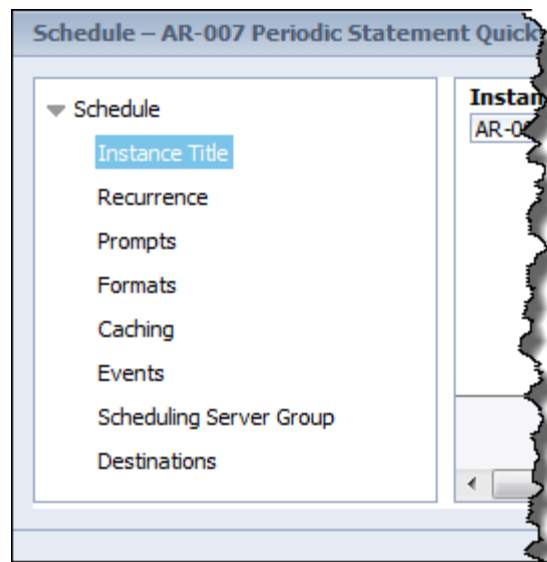 Schedule – AR-007 Periodic Statement Quick
Schedule
Instance Title
Recurrence
Prompts
Formats
Caching
Events
Scheduling Server Group
Destinations